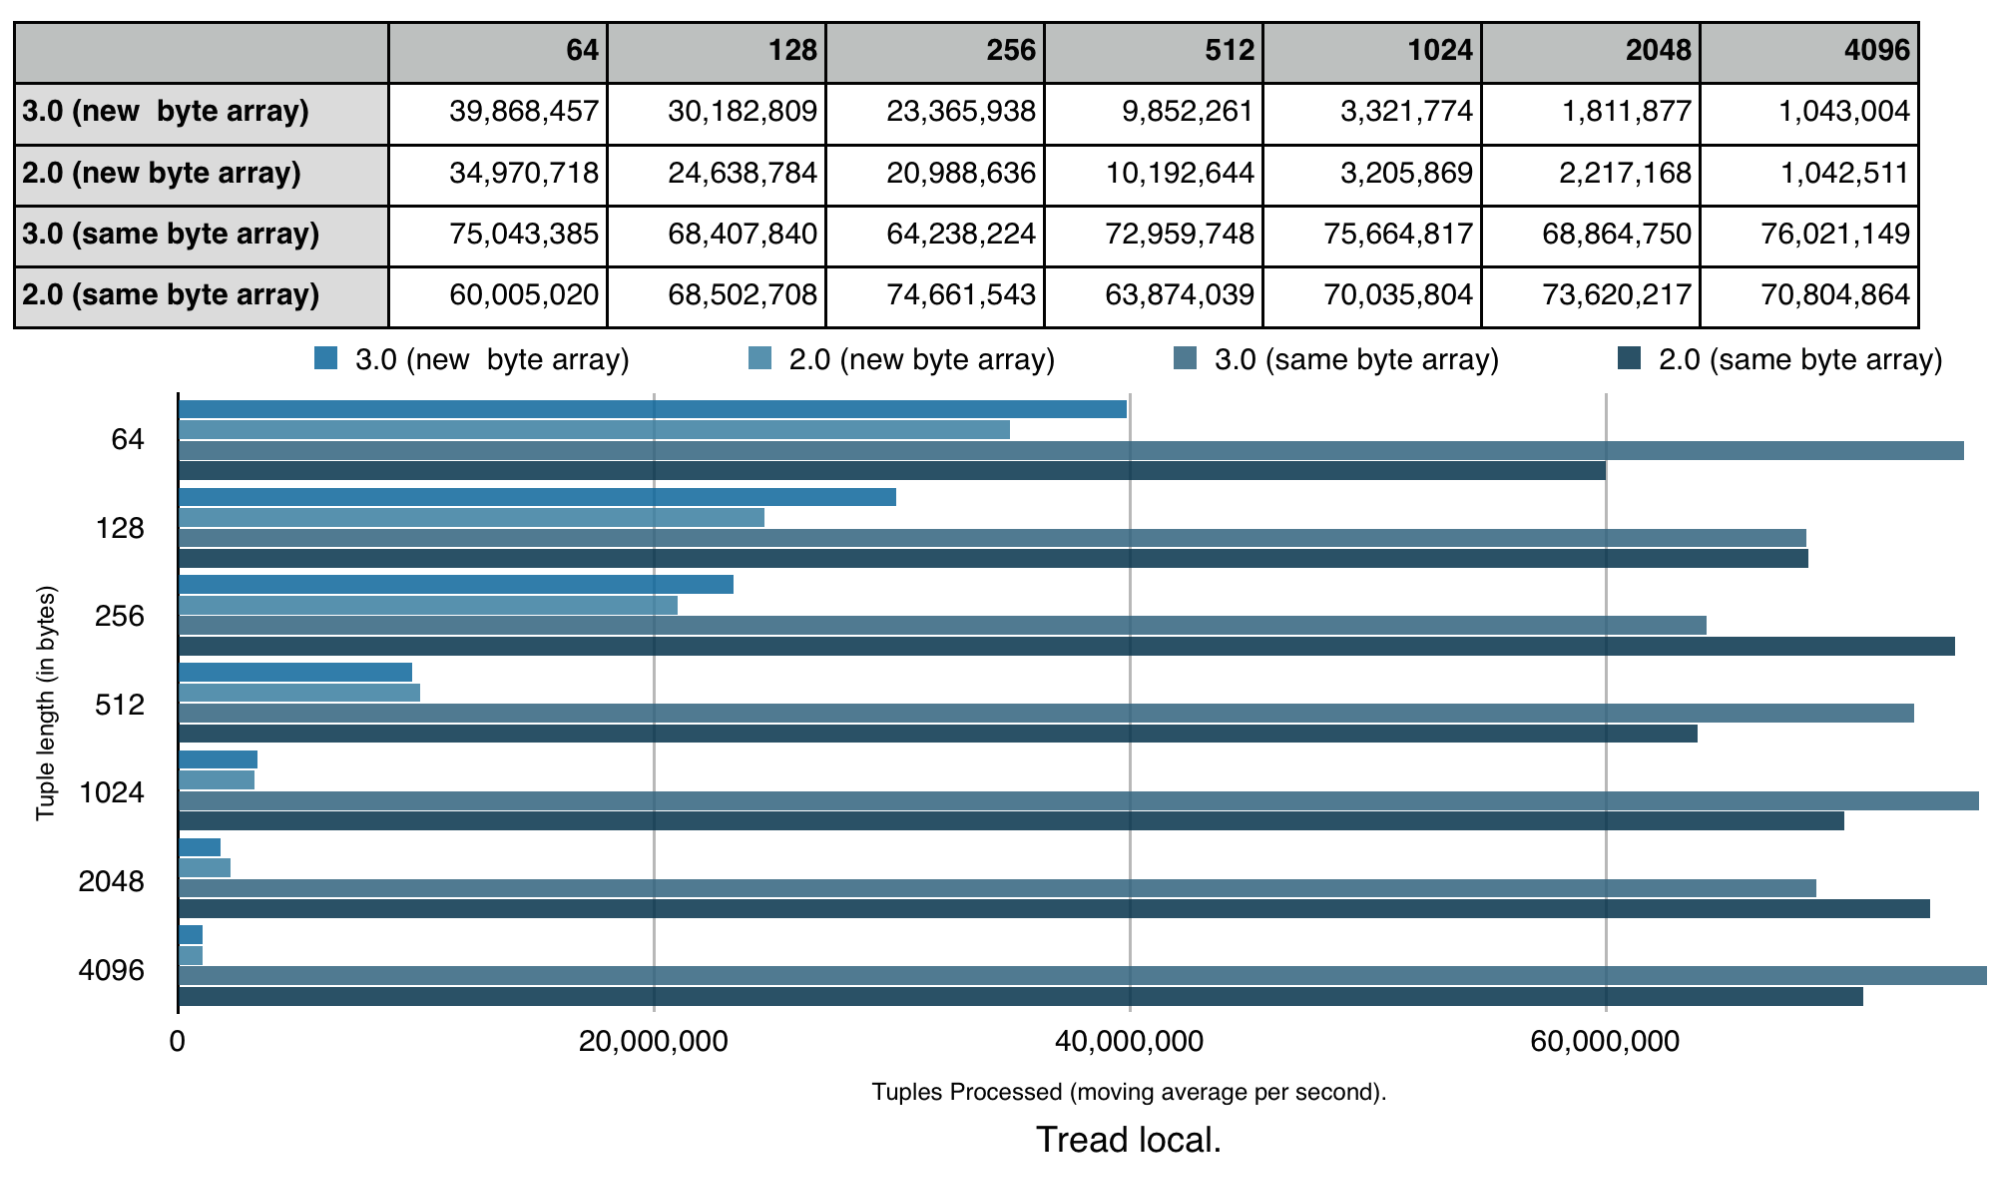 64 128 256 512 1024 2048 4096
3.0 (new  byte array) 39,868,457 30,182,809 23,365,938 9,852,261 3,321,774 1,811,877 1,043,004
2.0 (new byte array) 34,970,718 24,638,784 20,988,636 10,192,644 3,205,869 2,217,168 1,042,511
3.0 (same byte array) 75,043,385 68,407,840 64,238,224 72,959,748 75,664,817 68,864,750 76,021,149
2.0 (same byte array) 60,005,020 68,502,708 74,661,543 63,874,039 70,035,804 73,620,217 70,804,864
3.0 (new  byte array) 2.0 (new byte array) 3.0 (same byte array) 2.0 (same byte array)
Tuple length (in bytes)
64
128
256
512
1024
2048
4096
0 20,000,000 40,000,000 60,000,000
Tuples Processed (moving average per second).
Tread local.